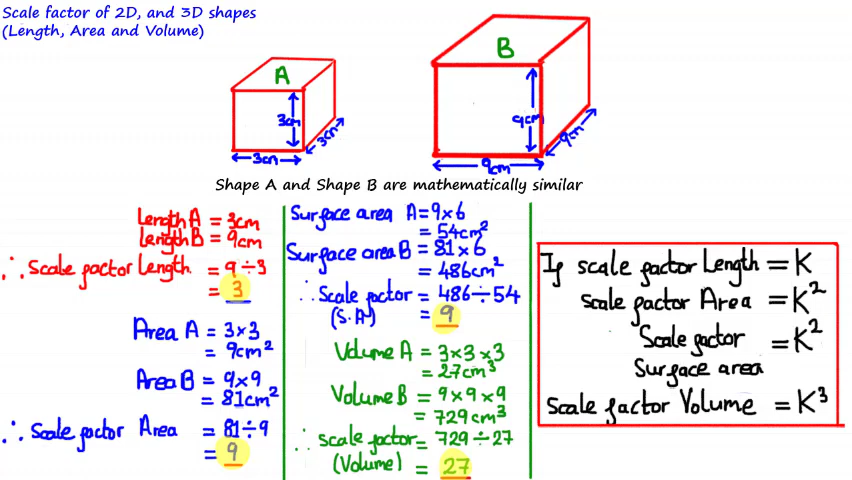 Scale factor of 2D, and 3D shapes
(Length, Area and Volume)
A
3cm
3cm
3cm
B
9cm
9cm
9cm
Shape A and Shape B are mathematically similar
Length A = 3cm
Length B = 9cm
∴ Scale factor Length = 9 ÷ 3
= 3
Area A = 3 × 3
= 9cm²
Area B = 9 × 9
= 81cm²
∴ Scale factor Area = 81 ÷ 9
= 9
Surface area A = 9 × 6
= 54cm²
Surface area B = 81 × 6
= 486cm²
∴ Scale factor = 486 ÷ 54
(S.A) = 9
Volume A = 3 × 3 × 3
= 27cm³
Volume B = 9 × 9 × 9
= 729cm³
∴ scale factor = 729 ÷ 27
(Volume) = 27
If scale factor Length = K
Scale factor Area = K²
Scale factor = K²
Surface area
Scale factor Volume = K³